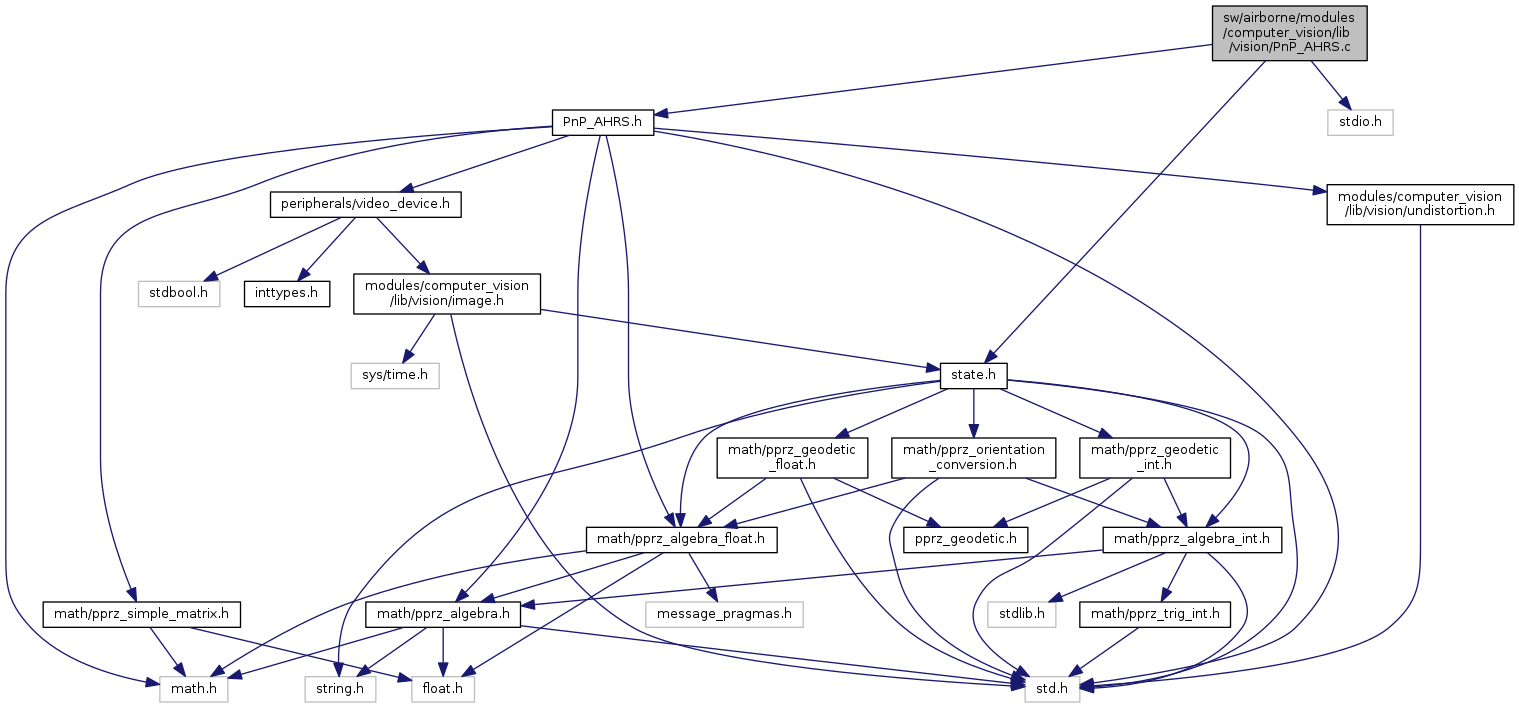 sw/airborne/modules
/computer_vision/lib
/vision/PnP_AHRS.c
PnP_AHRS.h
stdio.h
peripherals/video_device.h
modules/computer_vision
/lib/vision/undistortion.h
stdbool.h
inttypes.h
modules/computer_vision
/lib/vision/image.h
sys/time.h
state.h
math/pprz_geodetic
_float.h
math/pprz_orientation
_conversion.h
math/pprz_geodetic
_int.h
math/pprz_algebra_float.h
pprz_geodetic.h
math/pprz_algebra_int.h
math/pprz_simple_matrix.h
math/pprz_algebra.h
message_pragmas.h
stdlib.h
math/pprz_trig_int.h
math.h
string.h
float.h
std.h